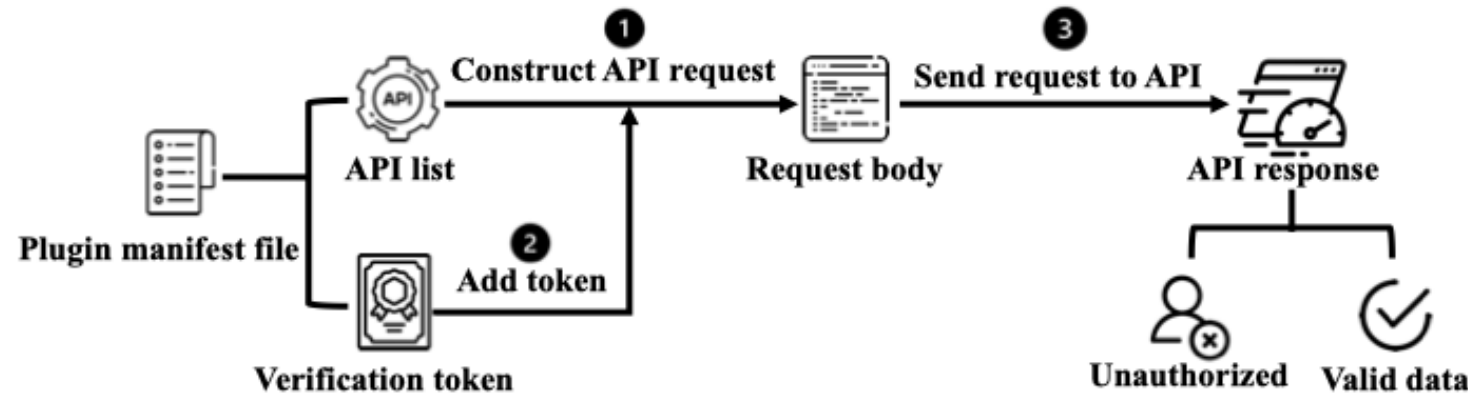 1
3
Construct API request
Send request to API
API
API list
Request body
API response
Plugin manifest file
2
Add token
Verification token
Unauthorized
Valid data